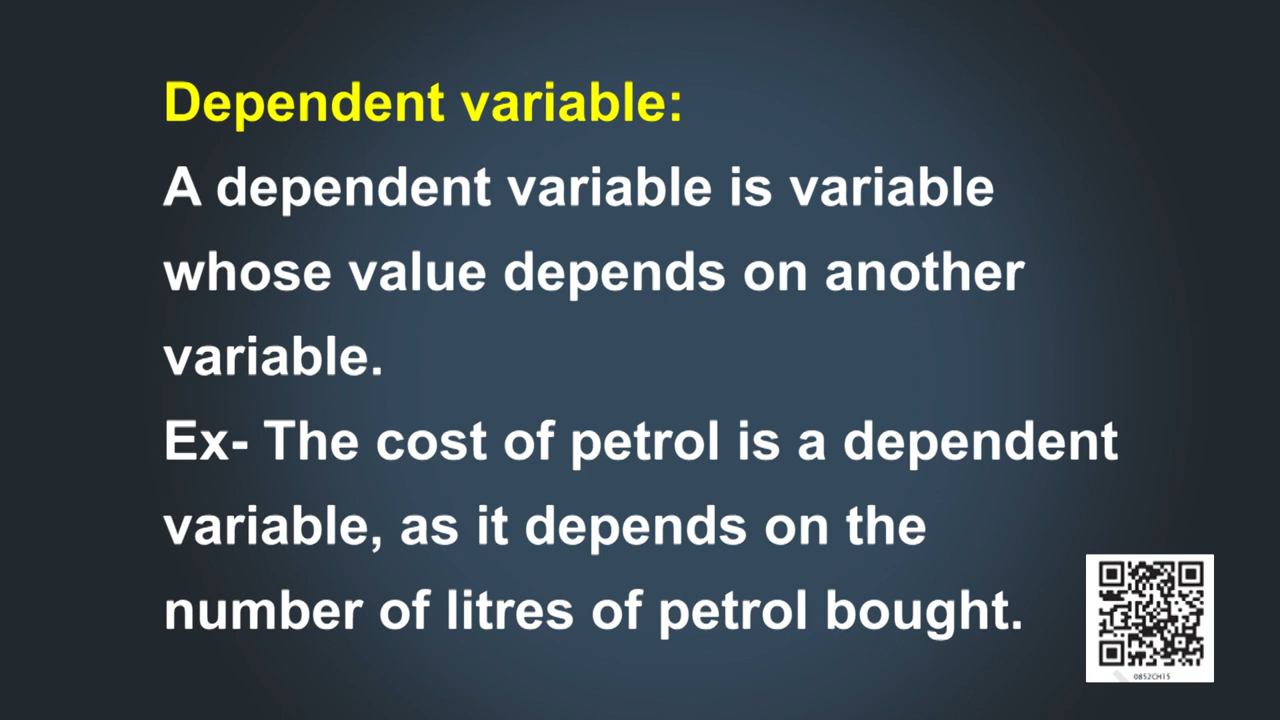 Dependent variable:
A dependent variable is variable
whose value depends on another
variable.
Ex- The cost of petrol is a dependent
variable, as it depends on the
number of litres of petrol bought.
0852CH15